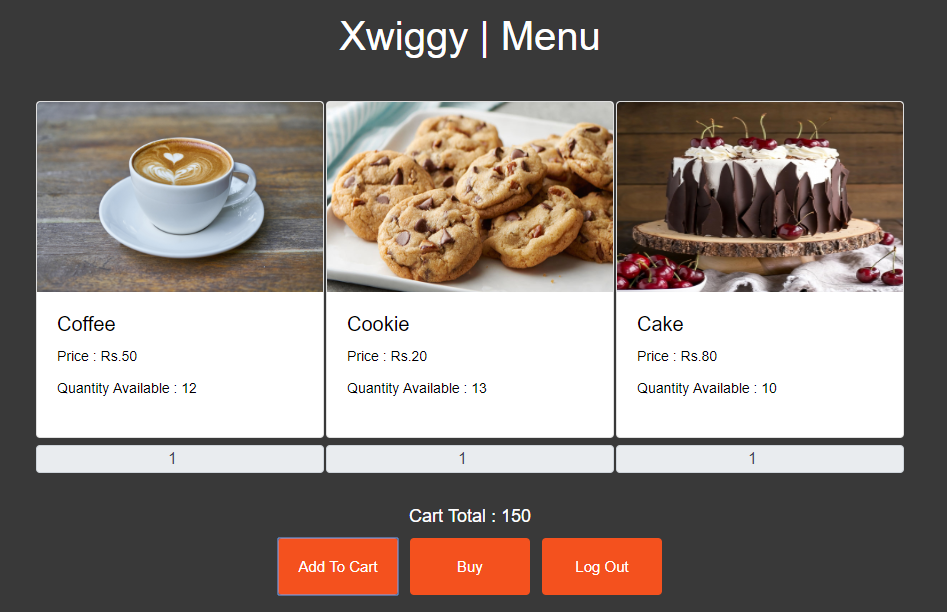 Xwiggy | Menu
Coffee
Price : Rs.50
Quantity Available : 12
Cookie
Price : Rs.20
Quantity Available : 13
Cake
Price : Rs.80
Quantity Available : 10
1
1
1
Cart Total : 150
Add To Cart
Buy
Log Out